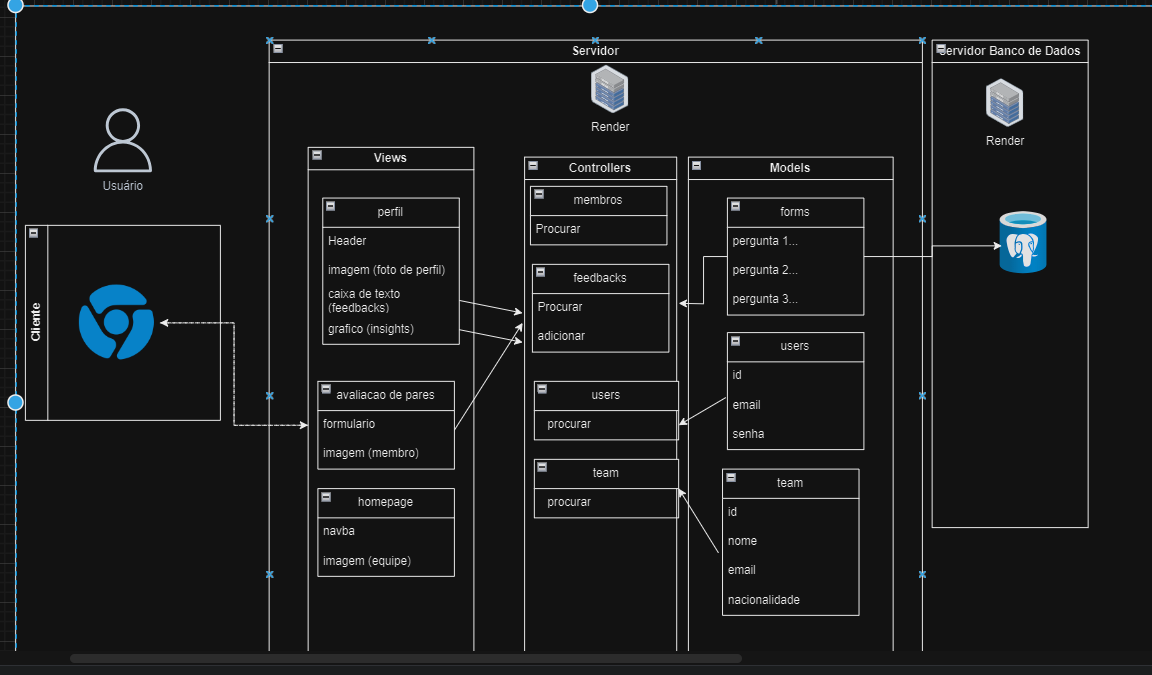 Servidor
Servidor Banco de Dados
Render
Render
Usuário
Cliente
Views
perfil
Header
imagem (foto de perfil)
caixa de texto
(feedbacks)
grafico (insights)
avaliacao de pares
formulario
imagem (membro)
homepage
navba
imagem (equipe)
Controllers
membros
Procurar
feedbacks
Procurar
adicionar
users
procurar
team
procurar
Models
forms
pergunta 1...
pergunta 2...
pergunta 3...
users
id
email
senha
team
id
nome
email
nacionalidade